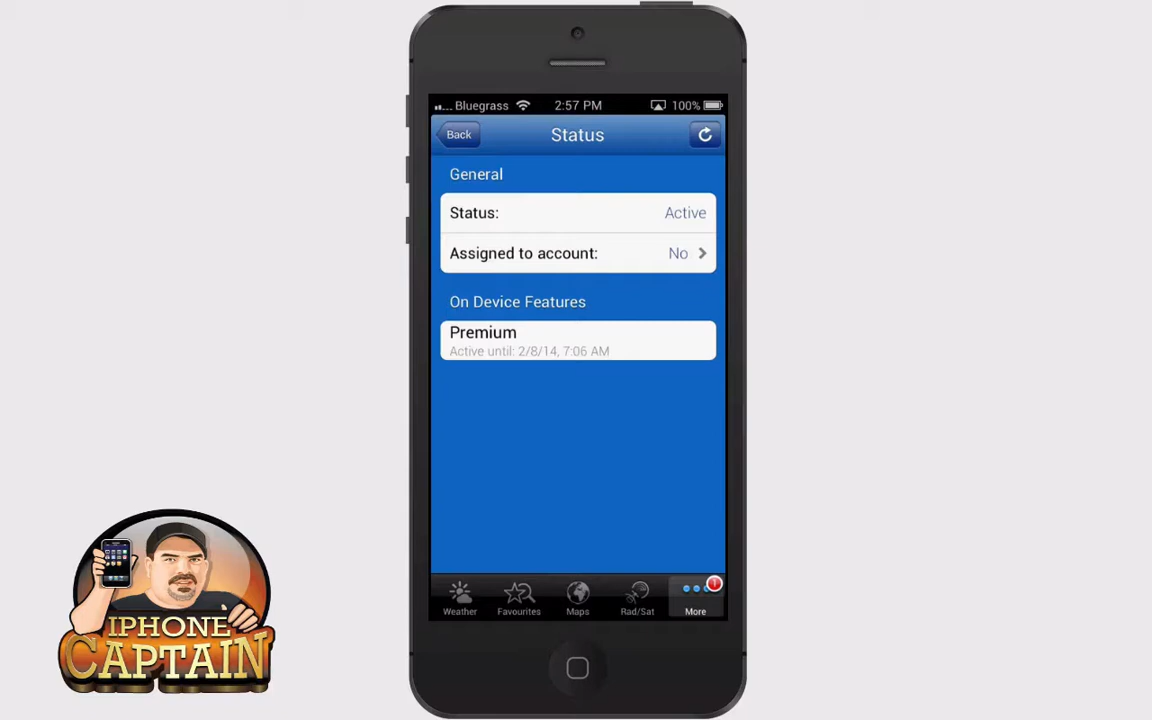 Bluegrass 2:57 PM 100%
Back Status
General
Status: Active
Assigned to account: No
On Device Features
Premium
Active until: 2/8/14, 7:06 AM
1
Weather Favourites Maps Rad/Sat More
IPHONE
CAPTAIN